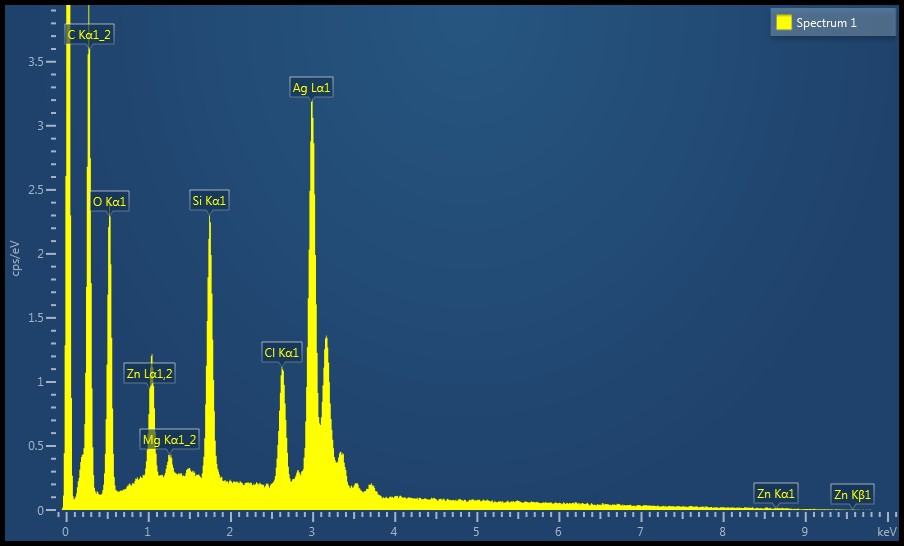 Spectrum 1
C Kα1_2
3.5
Ag Lα1
3
O Kα1
Si Kα1
2.5
2
cps/eV
1.5
Cl Kα1
Zn Lα1,2
1
Mg Kα1_2
0.5
Zn Kα1
Zn Kβ1
0
0 1 2 3 4 5 6 7 8 9 keV